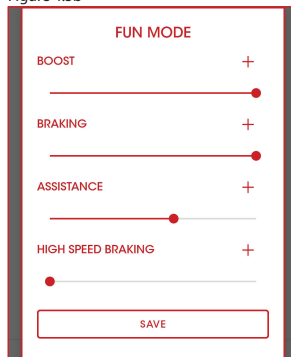 FUN MODE
BOOST +
BRAKING +
ASSISTANCE +
HIGH SPEED BRAKING +
SAVE